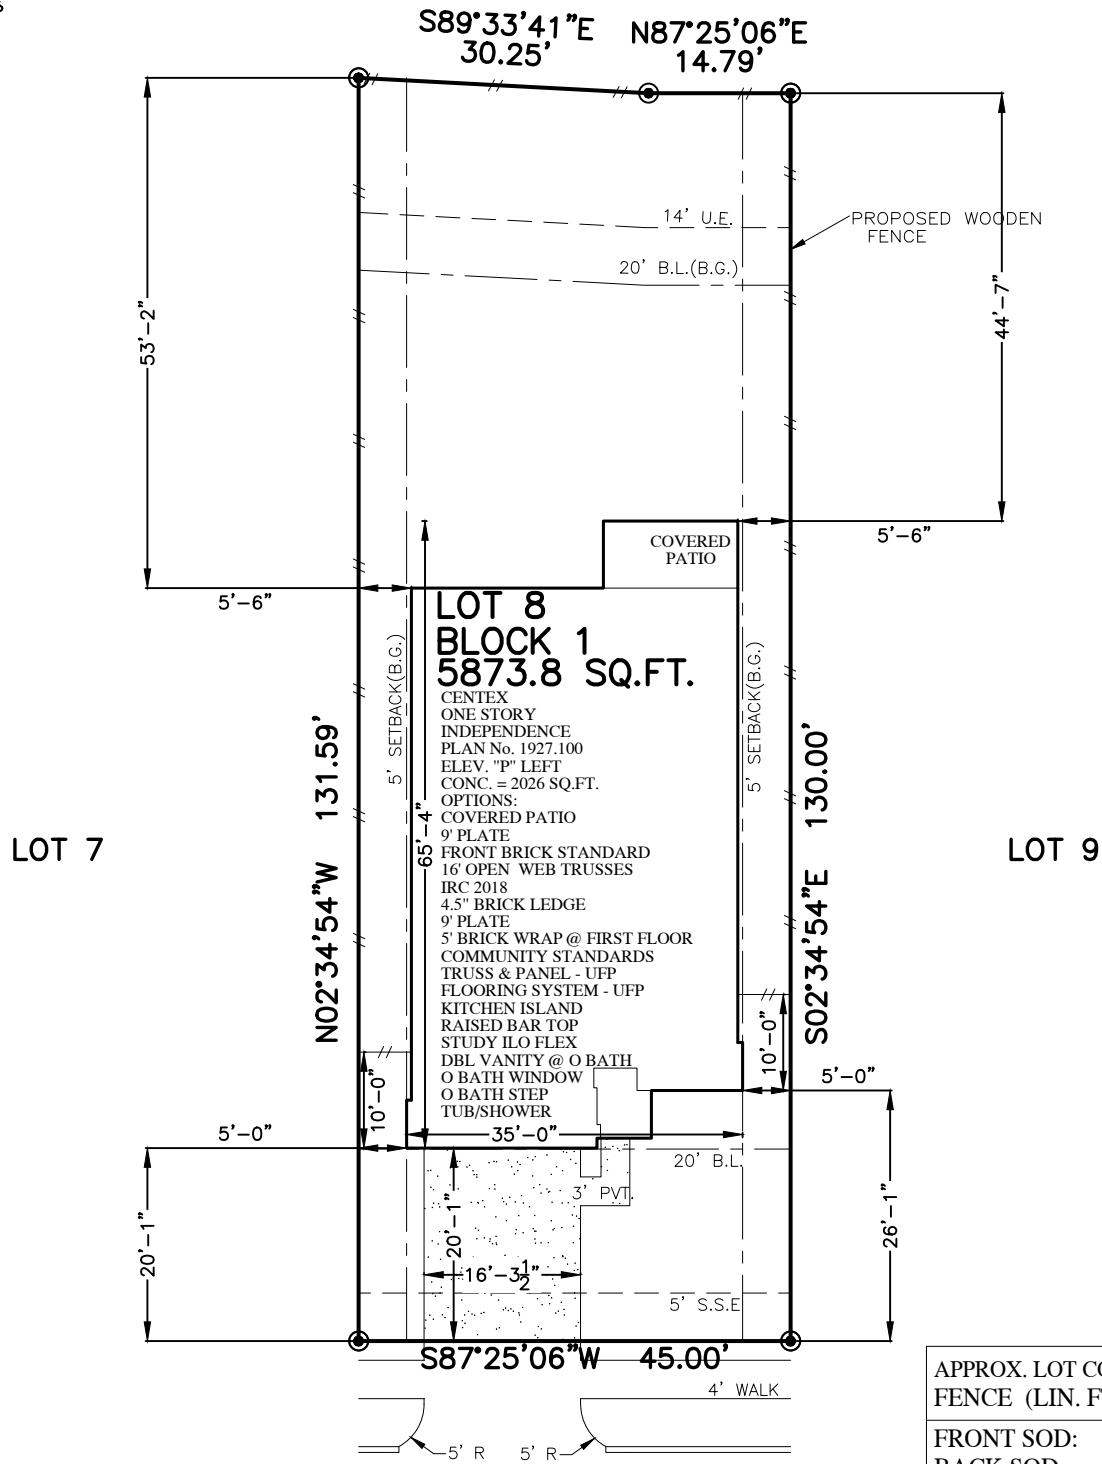 S89°33'41"E
30.25'
N87°25'06"E
14.79'
14' U.E.
PROPOSED WOODEN
FENCE
20' B.L.(B.G.)
53'-2"
44'-7"
COVERED
PATIO
5'-6"
5'-6"
LOT 8
BLOCK 1
5873.8 SQ.FT.
CENTEX
ONE STORY
INDEPENDENCE
PLAN No. 1927.100
ELEV. "P" LEFT
CONC. = 2026 SQ.FT.
OPTIONS:
COVERED PATIO
9' PLATE
FRONT BRICK STANDARD
16' OPEN WEB TRUSSES
IRC 2018
4.5" BRICK LEDGE
9' PLATE
5' BRICK WRAP @ FIRST FLOOR
COMMUNITY STANDARDS
TRUSS & PANEL - UFP
FLOORING SYSTEM - UFP
KITCHEN ISLAND
RAISED BAR TOP
STUDY ILO FLEX
DBL VANITY @ O BATH
O BATH WINDOW
O BATH STEP
TUB/SHOWER
5' SETBACK(B.G.)
5' SETBACK(B.G.)
65'-4"
N02°34'54"W 131.59'
S02°34'54"E 130.00'
LOT 7
LOT 9
10'-0"
10'-0"
5'-0"
5'-0"
35'-0"
20' B.L.
3' PVT.
20'-1"
20'-1"
26'-1"
16'-3 1/2"
5' S.S.E
S87°25'06"W 45.00'
4' WALK
5' R
5' R
APPROX. LOT CO
FENCE (LIN. F
FRONT SOD: